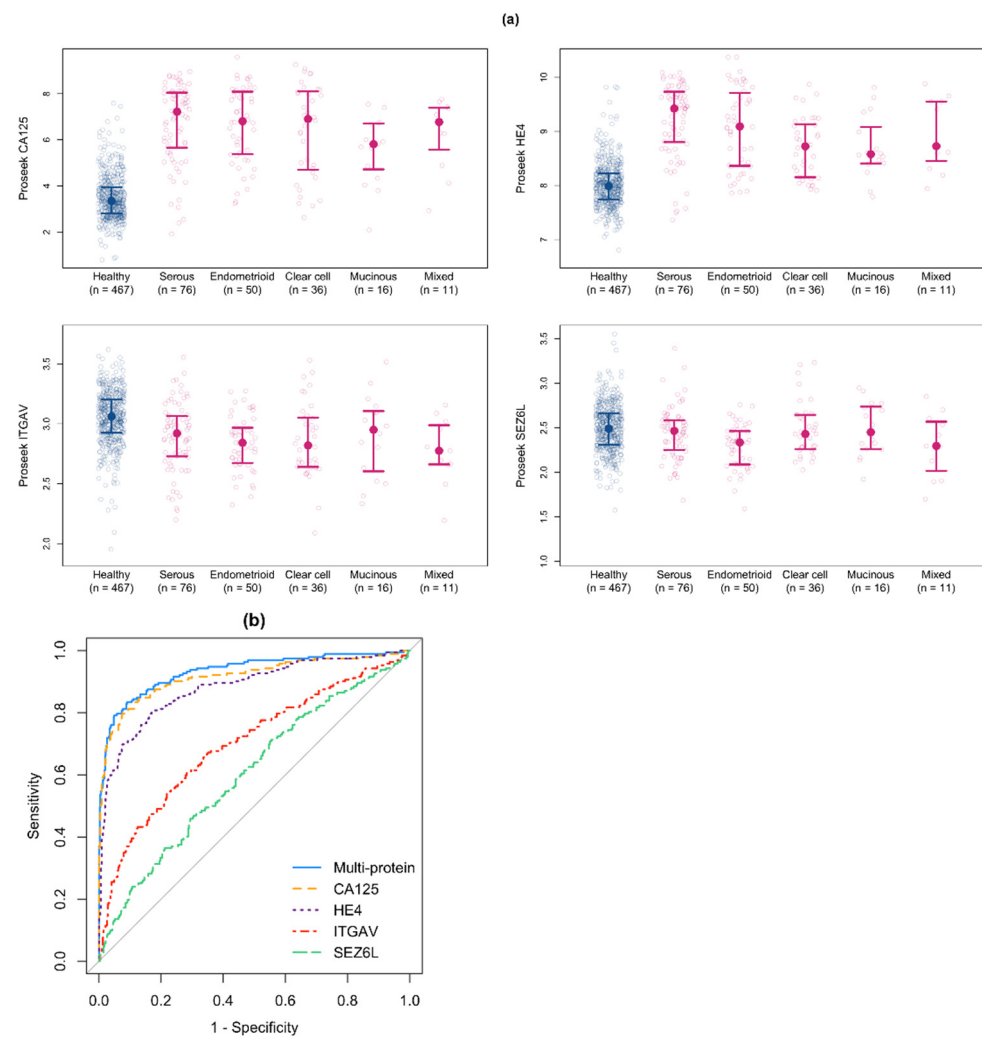 (a)
Proseek CA125
8
6
4
2
Healthy Serous Endometrioid Clear cell Mucinous Mixed
(n = 467) (n = 76) (n = 50) (n = 36) (n = 16) (n = 11)
Proseek HE4
10
9
8
7
Healthy Serous Endometrioid Clear cell Mucinous Mixed
(n = 467) (n = 76) (n = 50) (n = 36) (n = 16) (n = 11)
Proseek ITGAV
3.5
3.0
2.5
2.0
Healthy Serous Endometrioid Clear cell Mucinous Mixed
(n = 467) (n = 76) (n = 50) (n = 36) (n = 16) (n = 11)
Proseek SEZ6L
3.5
3.0
2.5
2.0
1.5
1.0
Healthy Serous Endometrioid Clear cell Mucinous Mixed
(n = 467) (n = 76) (n = 50) (n = 36) (n = 16) (n = 11)
(b)
Sensitivity
1.0
0.8
0.6
0.4
0.2
0.0
Multi-protein
CA125
HE4
ITGAV
SEZ6L
0.0 0.2 0.4 0.6 0.8 1.0
1 - Specificity